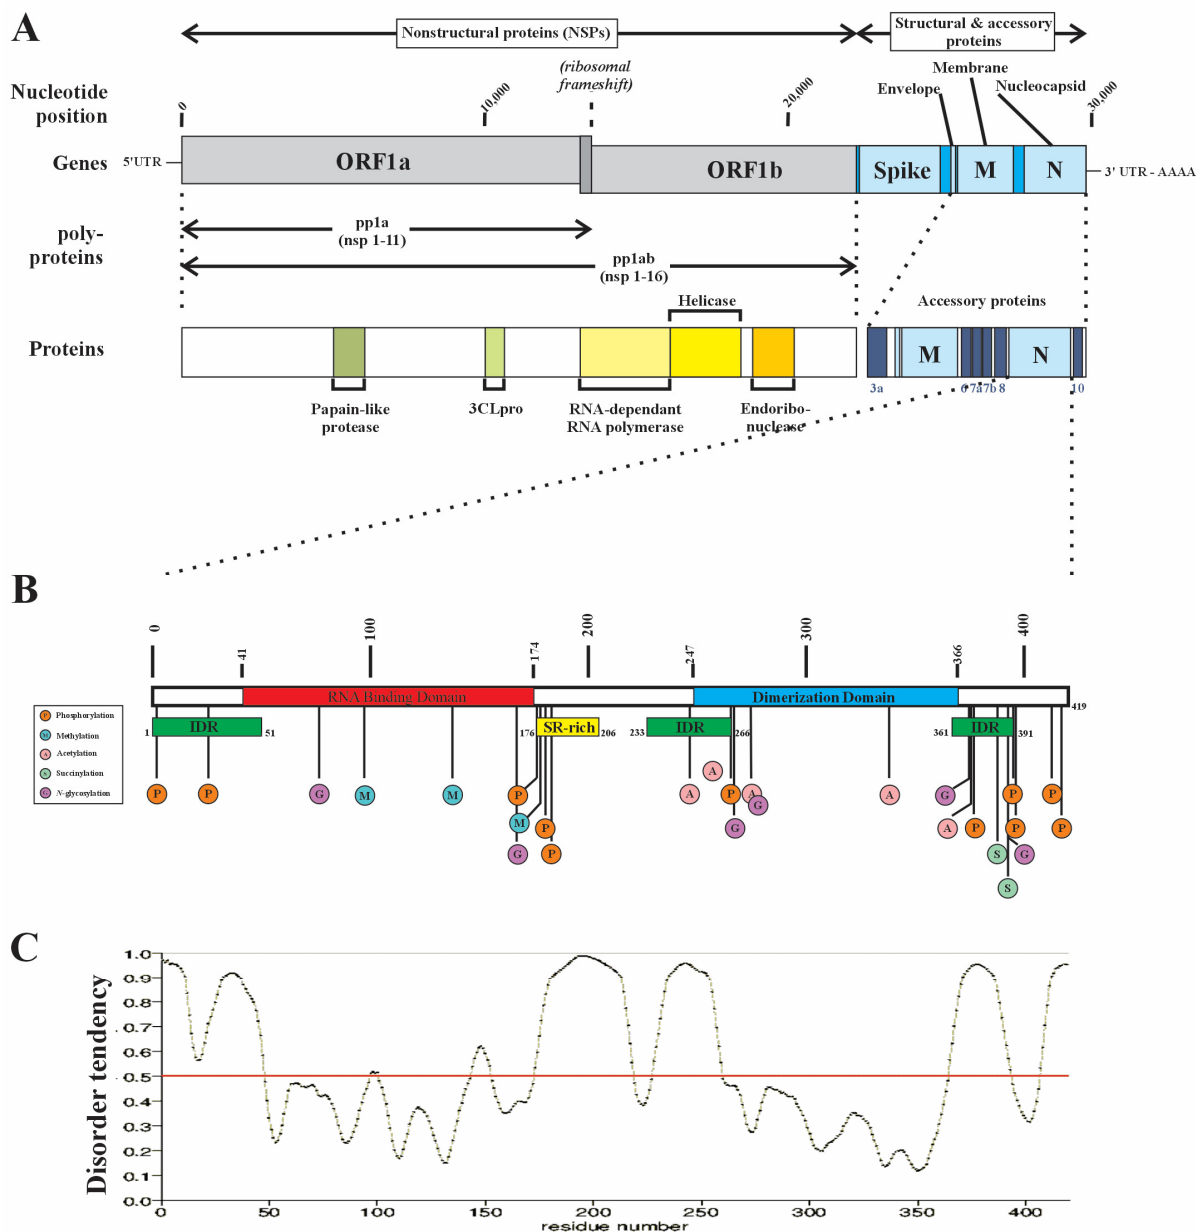 A
Nonstructural proteins (NSPs)
Structural & accessory
proteins
(ribosomal
frameshift)
Membrane
Envelope
Nucleocapsid
Nucleotide
position
0
10,000
20,000
30,000
Genes
5'UTR
ORF1a
ORF1b
Spike
M
N
3' UTR - AAAA
poly-
proteins
pp1a
(nsp 1-11)
pp1ab
(nsp 1-16)
Helicase
Accessory proteins
Proteins
M
N
3a
6
7a
7b
8
10
Papain-like
protease
3CLpro
RNA-dependant
RNA polymerase
Endoribo-
nuclease
B
0
41
100
174
200
247
300
366
400
RNA Binding Domain
Dimerization Domain
419
1
IDR
51
176
SR-rich
206
233
IDR
266
361
IDR
391
P Phosphorylation
M Methylation
A Acetylation
S Succinylation
G N-glycosylation
A
P
P
G
M
M
P
A
P
A
A
G
P
P
G
M
P
G
A
P
P
P
G
P
S
G
S
C
Disorder tendency
1.0
0.9
0.8
0.7
0.6
0.5
0.4
0.3
0.2
0.1
0.0
0
50
100
150
200
250
300
350
400
residue number